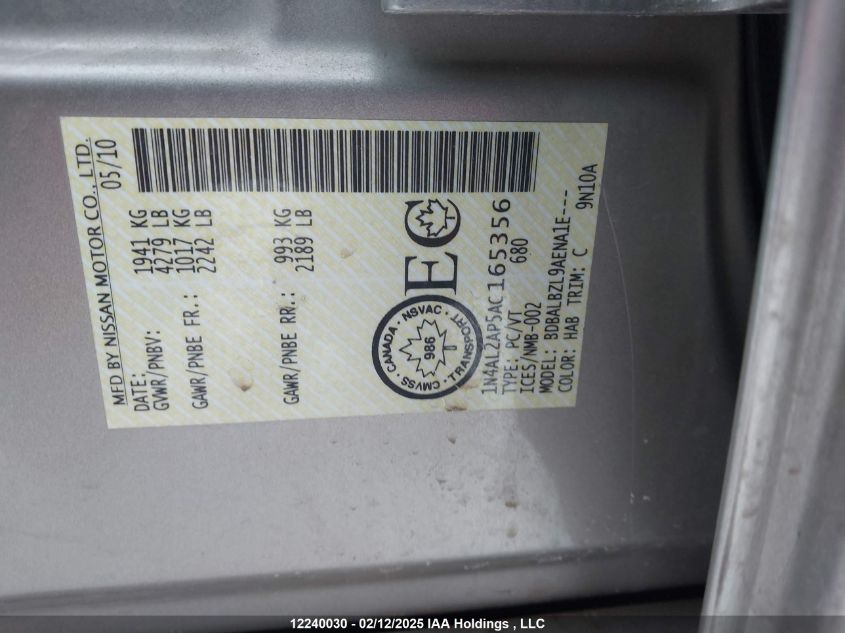 MFD BY NISSAN MOTOR CO., LTD.
DATE: 05/10
GVWR/PNBV: 1941 KG
4279 LB
GAWR/PNBE FR.: 1017 KG
2242 LB
GAWR/PNBE RR.: 993 KG
2189 LB
CANADA · NSVAC · TRANSPORT · CMVSS ·
986
EC
1N4AL2AP5AC165356
TYPE: PC/VT 680
ICES/NMB-002
MODEL: BDBALBZL9AENA1E---
COLOR: HAB TRIM: C 9N10A
12240030 - 02/12/2025 IAA Holdings , LLC